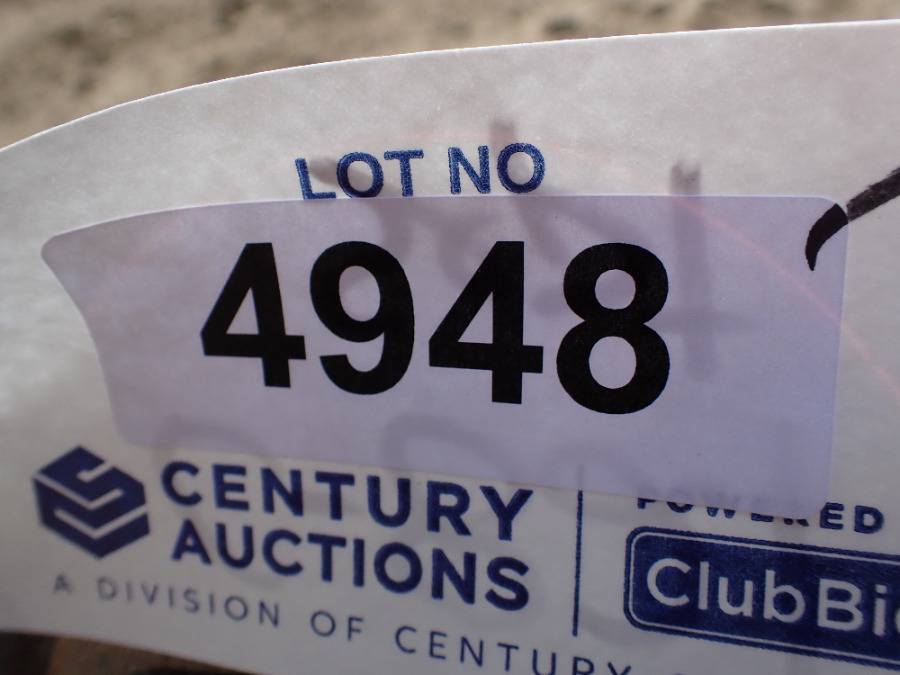 LOT NO
4948
CENTURY
AUCTIONS
A DIVISION OF CENTURY
POWERED
ClubBi